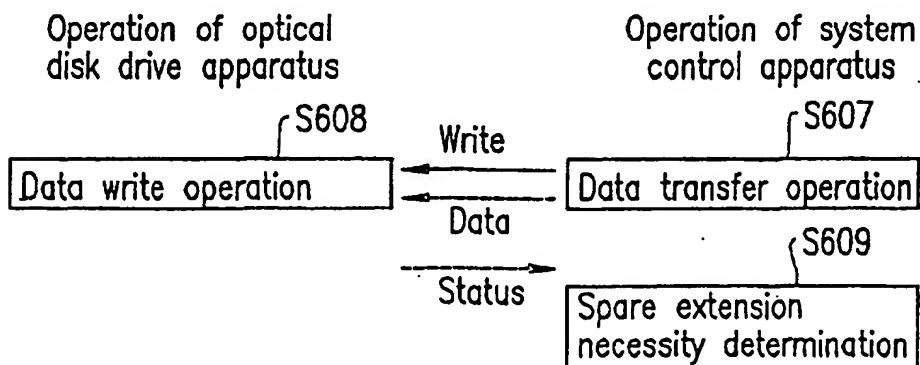 Operation of optical
disk drive apparatus
Operation of system
control apparatus
S608
S607
Write
Data write operation
Data transfer operation
Data
S609
Status
Spare extension
necessity determination